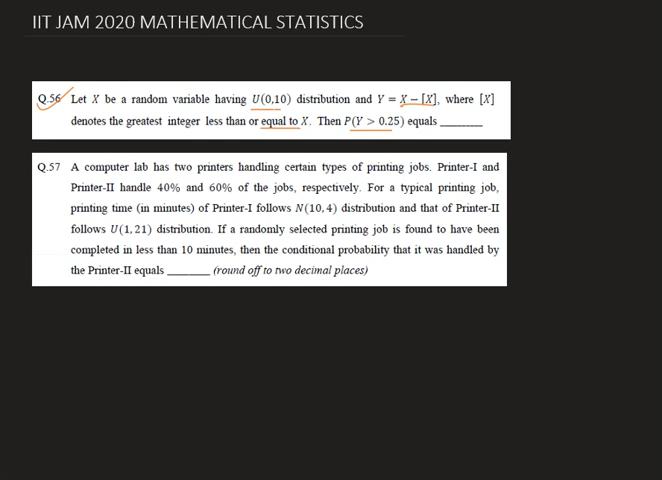 IIT JAM 2020 MATHEMATICAL STATISTICS
Q.56 Let X be a random variable having U(0,10) distribution and Y = X − [X], where [X]
denotes the greatest integer less than or equal to X. Then P(Y > 0.25) equals ________
Q.57 A computer lab has two printers handling certain types of printing jobs. Printer-I and
Printer-II handle 40% and 60% of the jobs, respectively. For a typical printing job,
printing time (in minutes) of Printer-I follows N(10, 4) distribution and that of Printer-II
follows U(1, 21) distribution. If a randomly selected printing job is found to have been
completed in less than 10 minutes, then the conditional probability that it was handled by
the Printer-II equals ________ (round off to two decimal places)